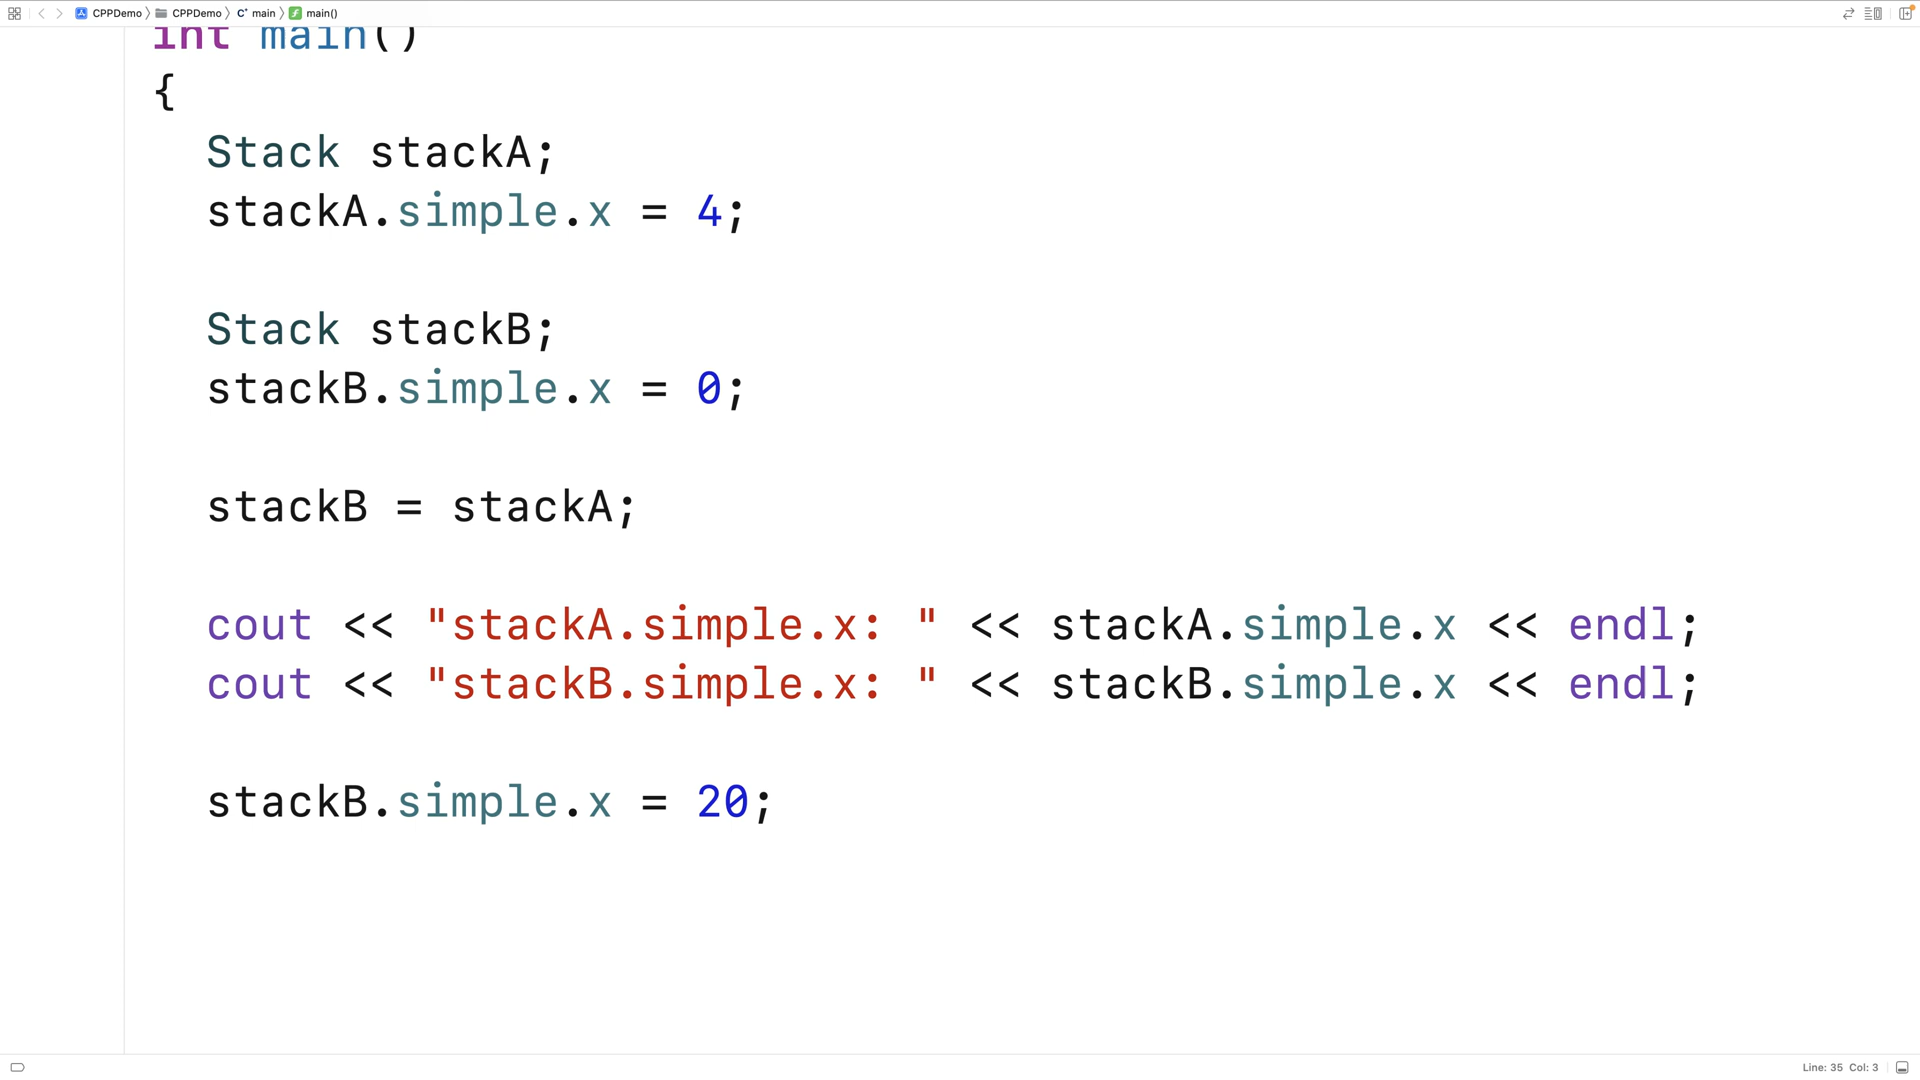 CPPDemo CPPDemo C+ main main()
int main()
{
Stack stackA;
stackA.simple.x = 4;
Stack stackB;
stackB.simple.x = 0;
stackB = stackA;
cout << "stackA.simple.x: " << stackA.simple.x << endl;
cout << "stackB.simple.x: " << stackB.simple.x << endl;
stackB.simple.x = 20;
Line: 35 Col: 3